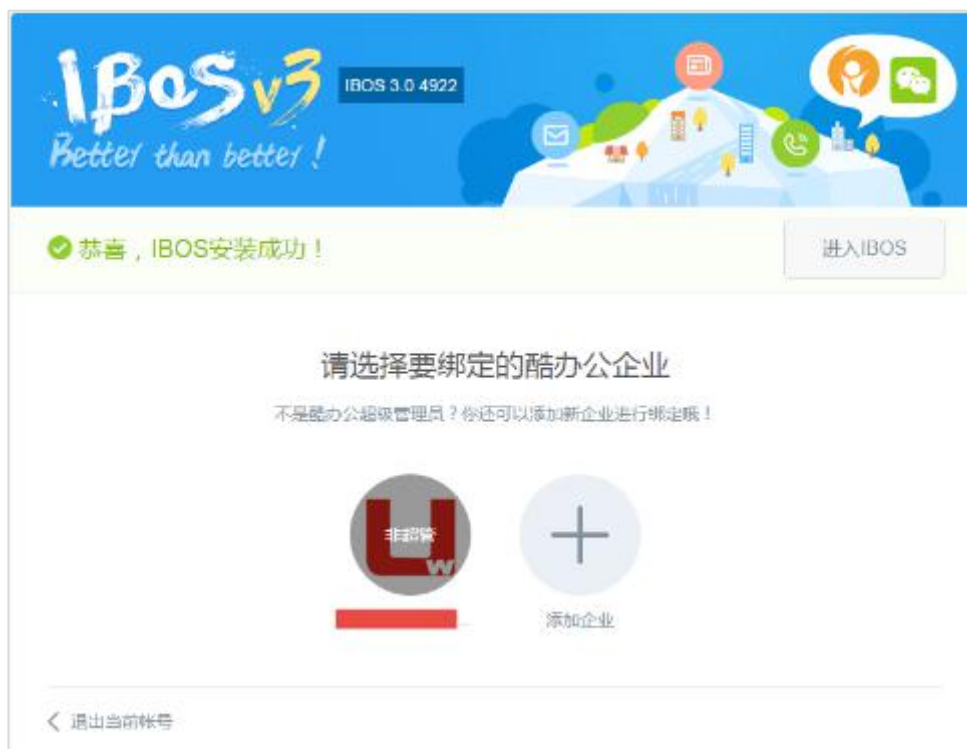 IBOS v3
IBOS 3.0 4922
Better than better !
恭喜，IBOS安装成功！
进入IBOS
请选择要绑定的酷办公企业
不是酷办公超级管理员？你还可以添加新企业进行绑定哦！
非超管
U
w
添加企业
退出当前帐号